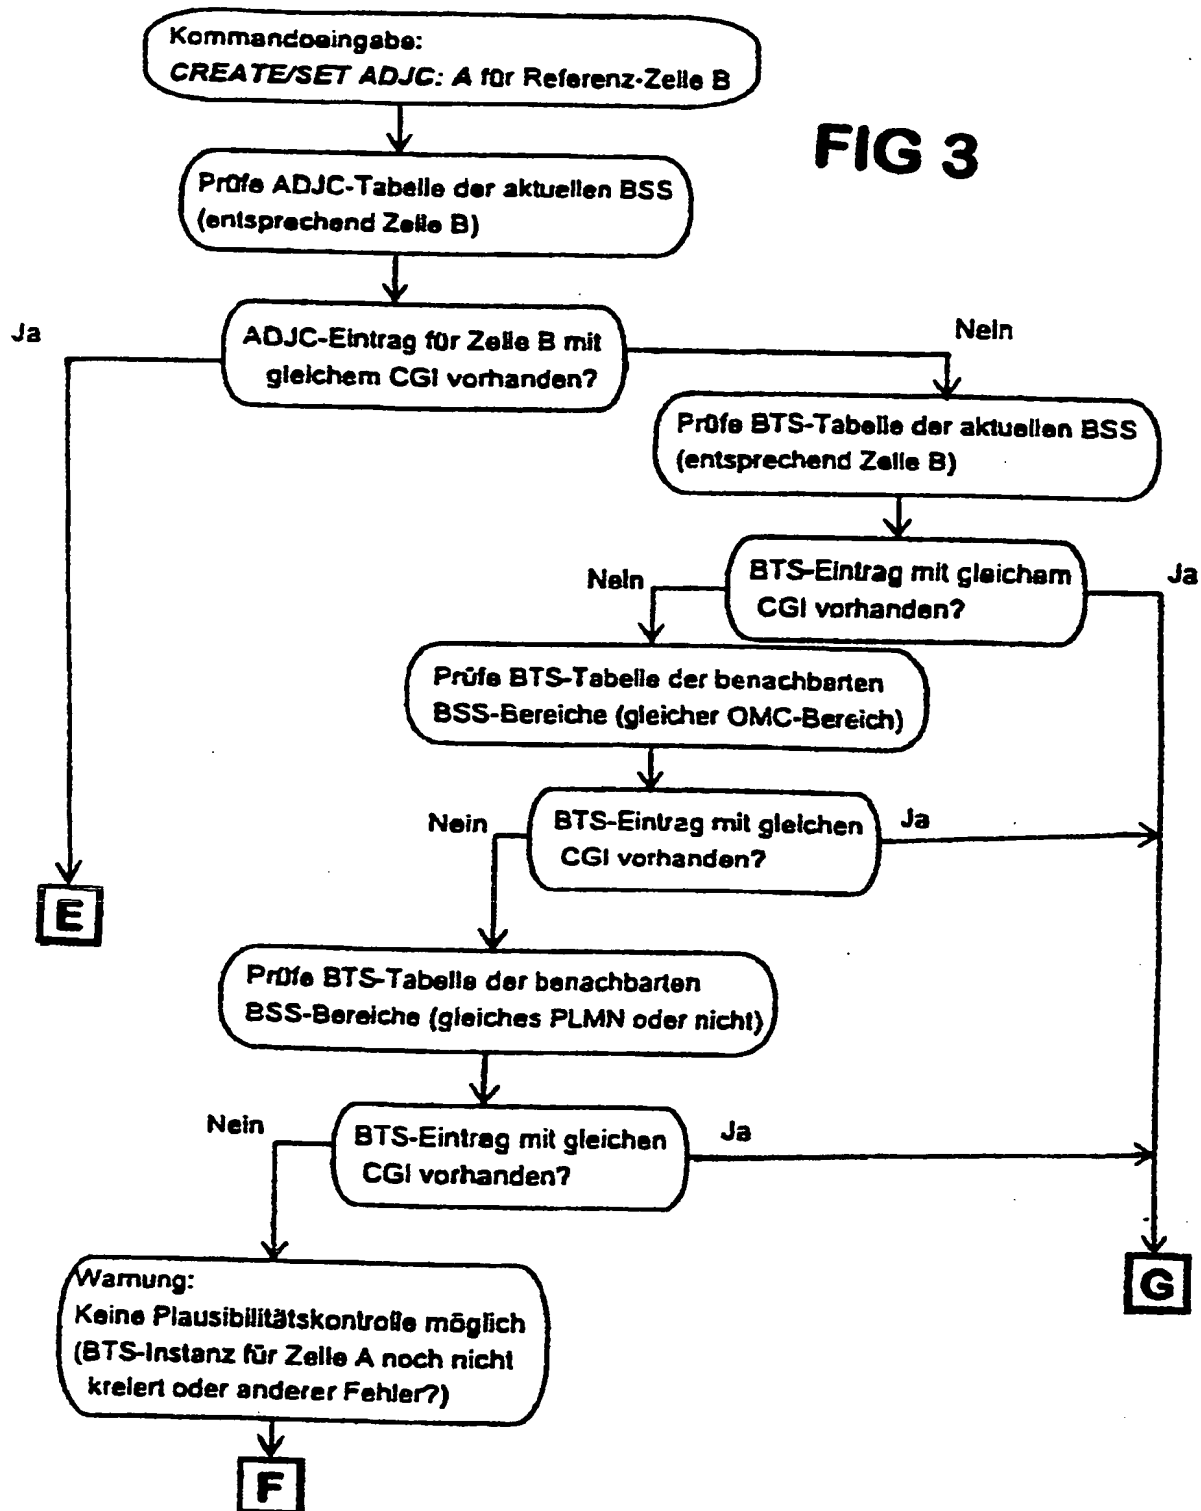 Kommandoeingabe:
CREATE/SET ADJC: A für Referenz-Zelle B
FIG 3
Prüfe ADJC-Tabelle der aktuellen BSS
(entsprechend Zelle B)
Ja
ADJC-Eintrag für Zelle B mit
gleichem CGI vorhanden?
Nein
Prüfe BTS-Tabelle der aktuellen BSS
(entsprechend Zelle B)
Nein
BTS-Eintrag mit gleichem
CGI vorhanden?
Ja
Prüfe BTS-Tabelle der benachbarten
BSS-Bereiche (gleicher OMC-Bereich)
Nein
BTS-Eintrag mit gleichen
CGI vorhanden?
Ja
E
Prüfe BTS-Tabelle der benachbarten
BSS-Bereiche (gleiches PLMN oder nicht)
Nein
BTS-Eintrag mit gleichen
CGI vorhanden?
Ja
G
Warnung:
Keine Plausibilitätskontrolle möglich
(BTS-Instanz für Zelle A noch nicht
kreiert oder anderer Fehler?)
F